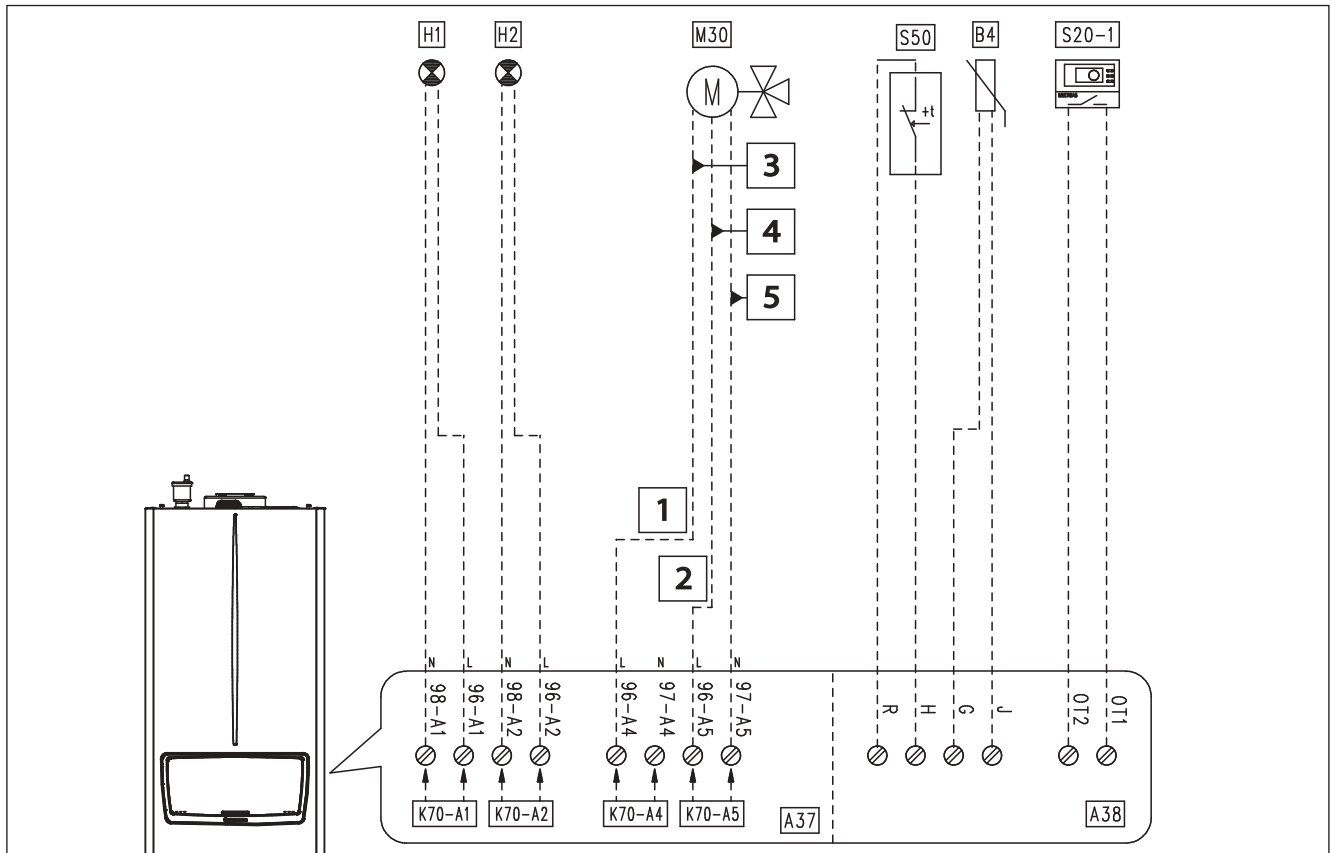 H1
H2
M30
S50
B4
S20-1
M
+t
3
4
5
1
2
N
L
N
L
L
N
L
N
98-A1
96-A1
98-A2
96-A2
96-A4
97-A4
96-A5
97-A5
R
H
G
J
OT2
OT1
K70-A1
K70-A2
K70-A4
K70-A5
A37
A38